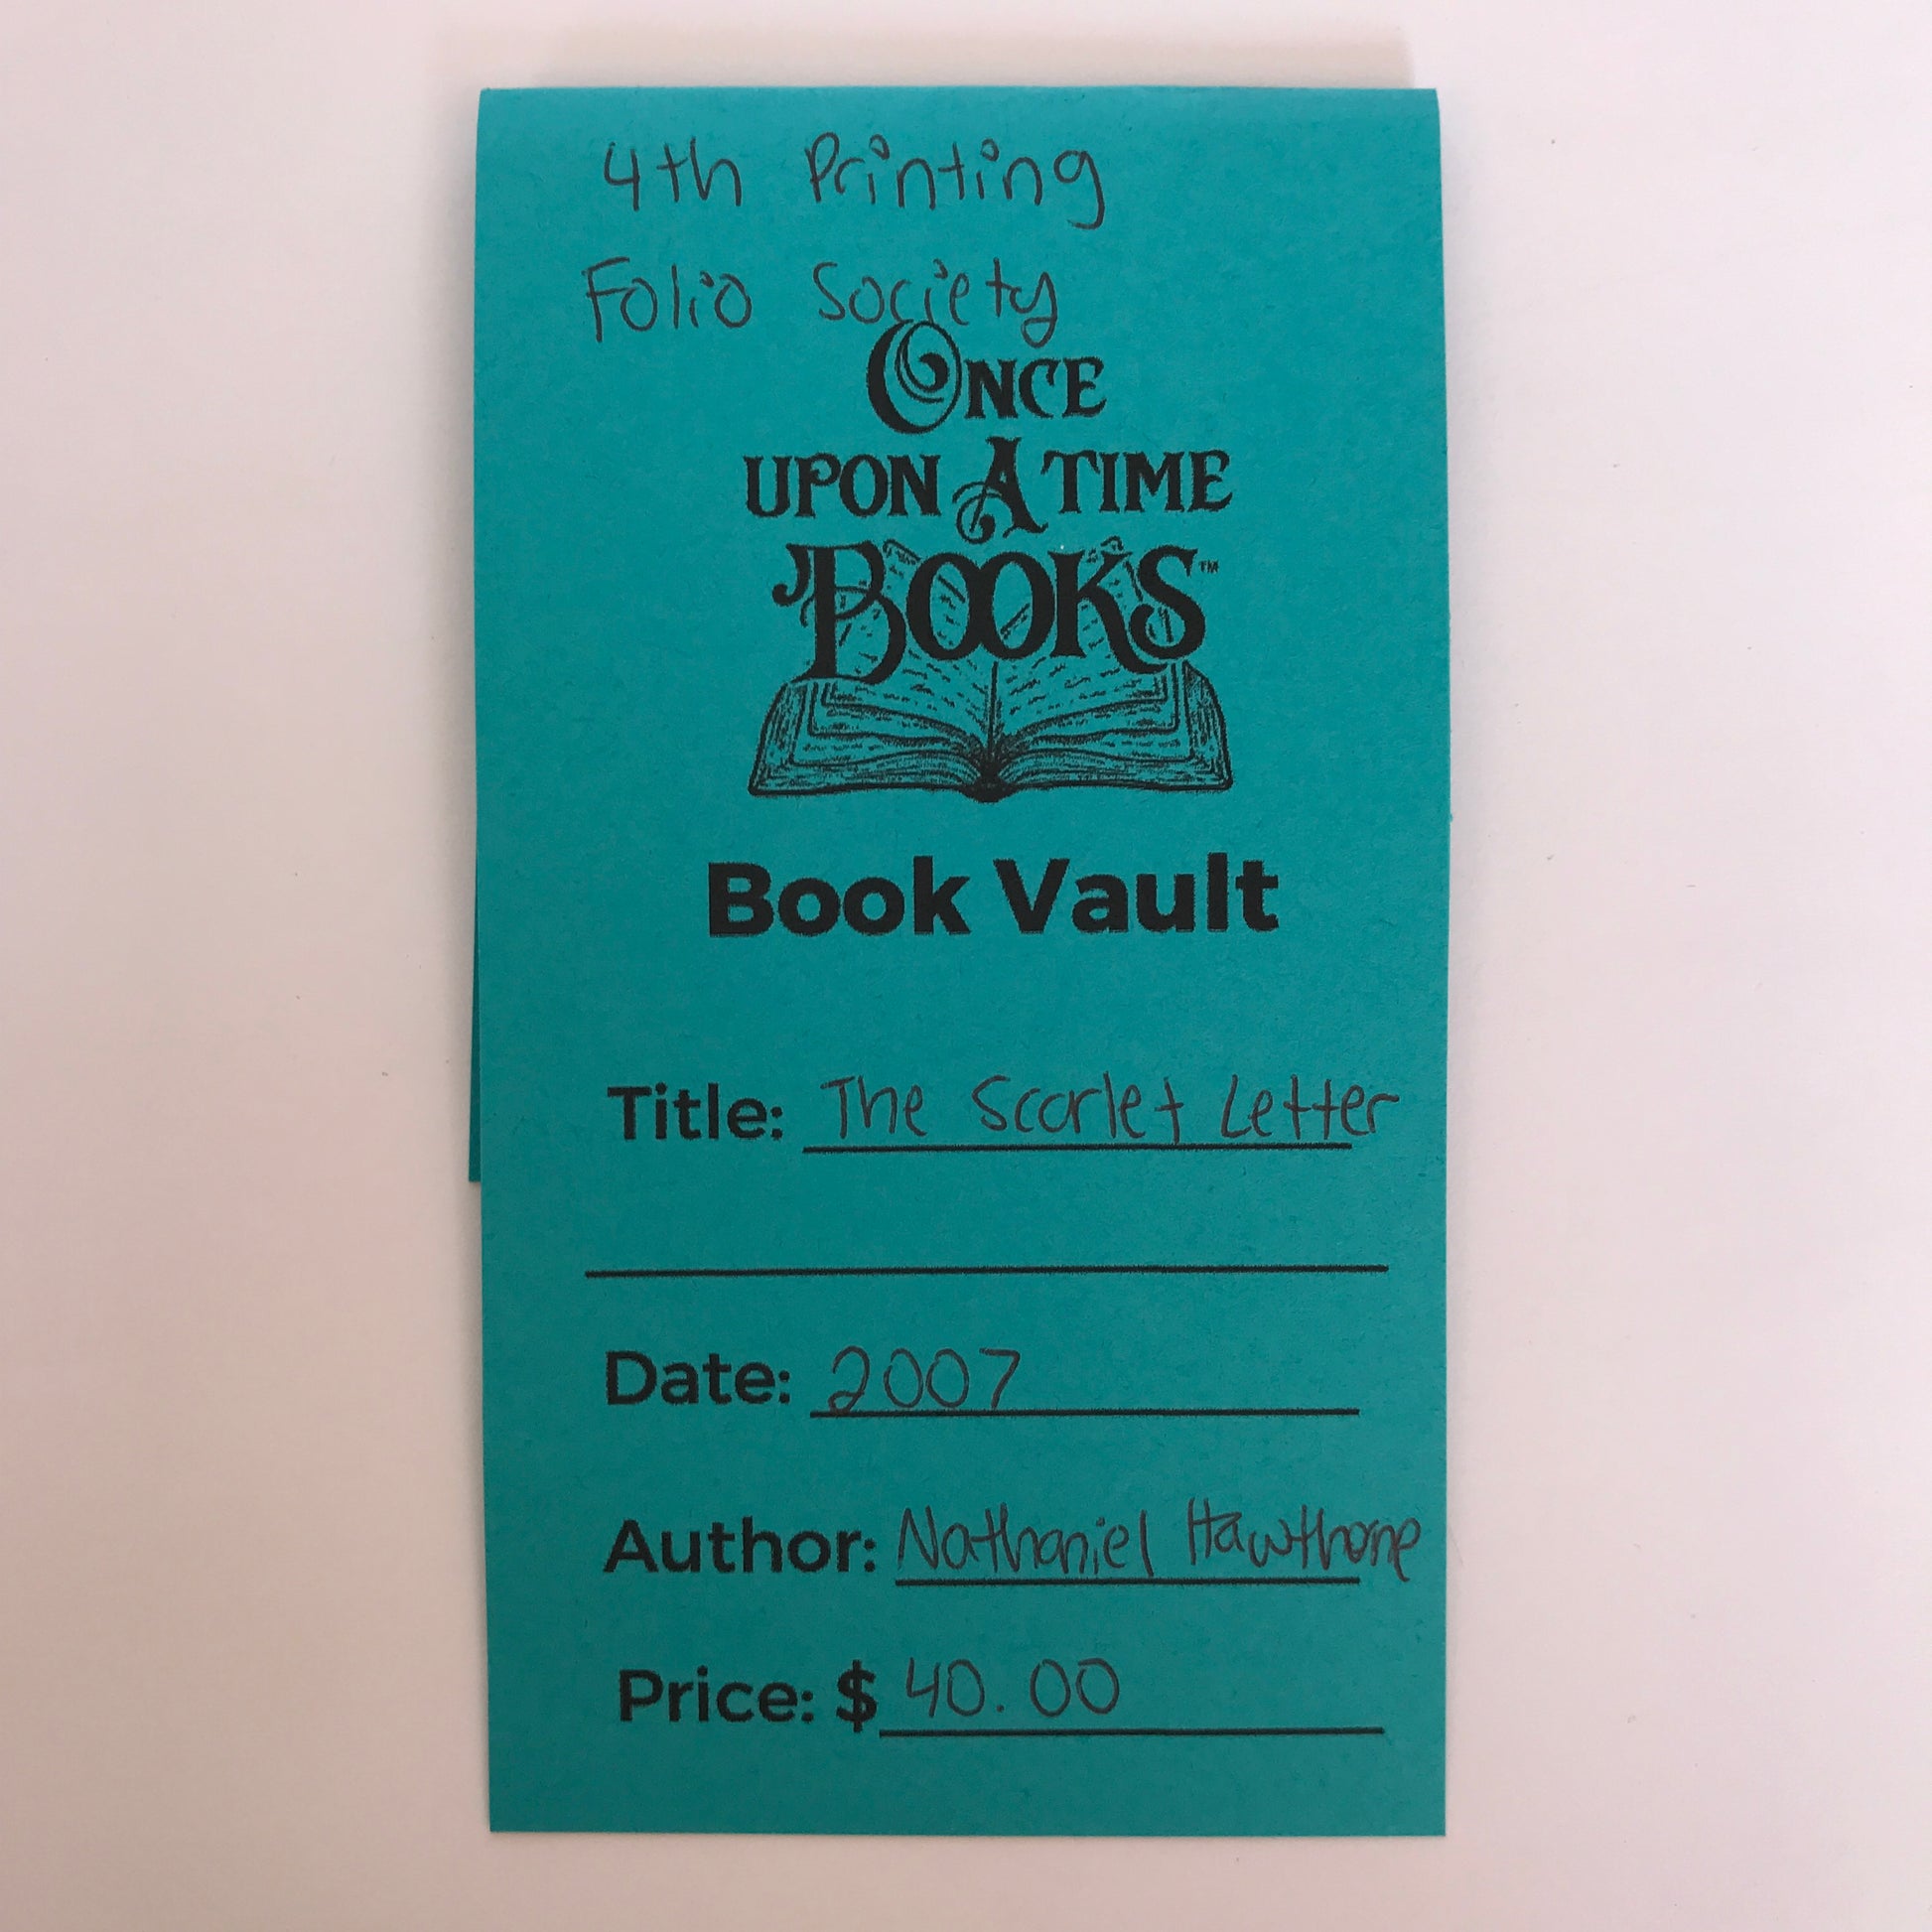 4th Printing
Folio Society
ONCE
UPON A TIME
BOOKS™
Book Vault
Title: The Scarlet Letter
Date: 2007
Author: Nathaniel Hawthorne
Price: $ 40.00